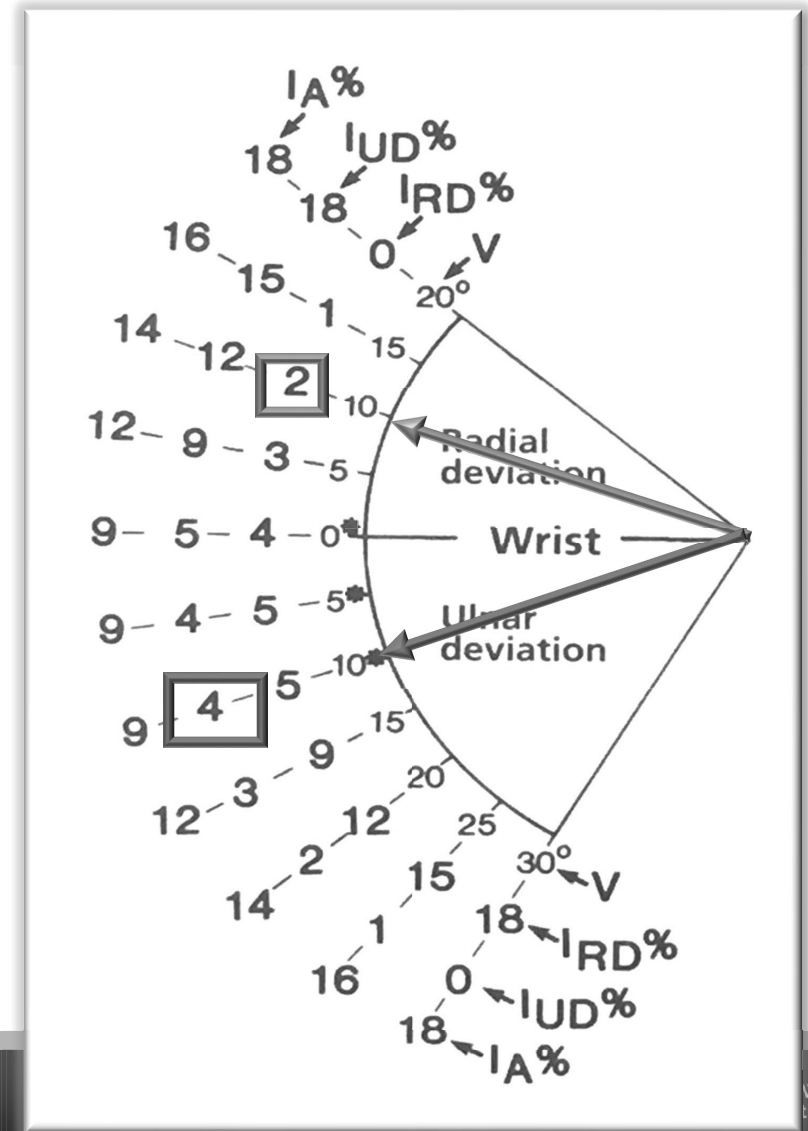 IA%
18 IUD%
18 IRD%
0 V
20°
16 – 15 – 1 – 15
14 – 12 – 2 – 10
Radial
deviation
12 – 9 – 3 – 5
9 – 5 – 4 – 0*
Wrist
9 – 4 – 5 – 5*
Ulnar
deviation
9 – 4 – 5 – 10*
12 – 3 – 9 – 15
14 – 2 – 12 – 20
16 – 1 – 15 – 25
30° V
18 IRD%
0 IUD%
18 IA%